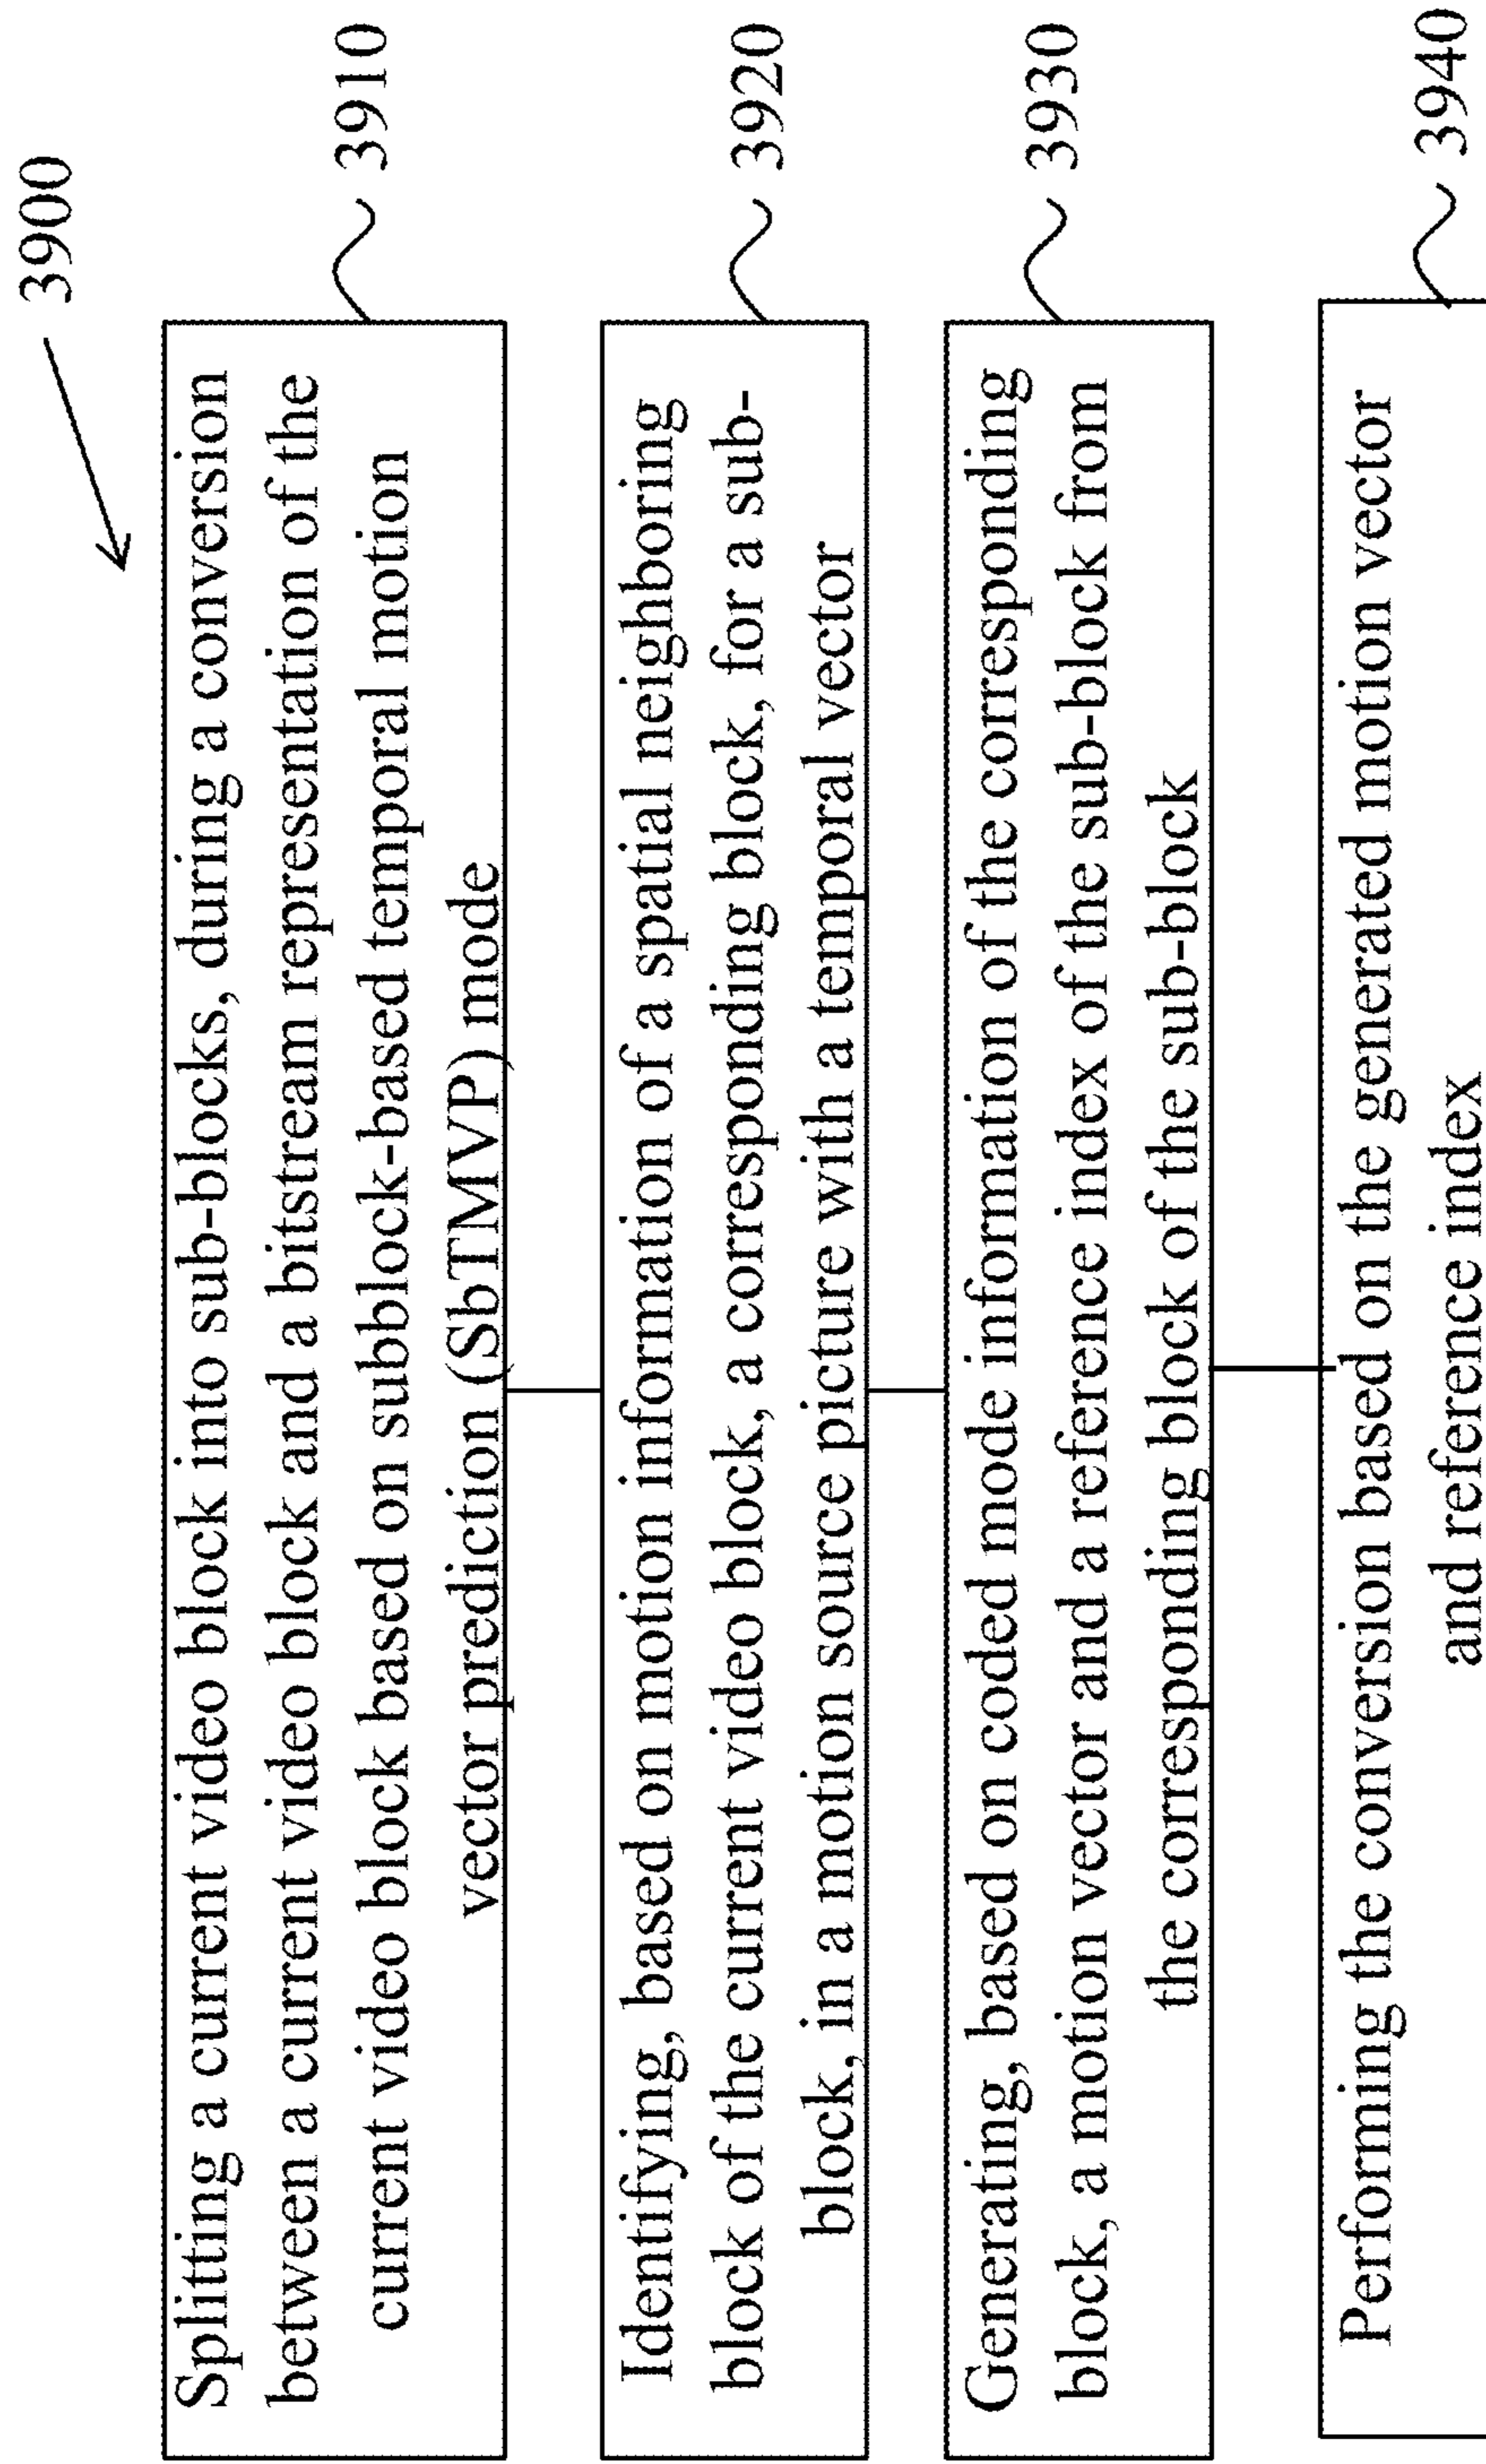 3900
Splitting a current video block into sub-blocks, during a conversion
between a current video block and a bitstream representation of the
current video block based on subblock-based temporal motion
vector prediction (SbTMVP) mode
3910
Identifying, based on motion information of a spatial neighboring
block of the current video block, a corresponding block, for a sub-
block, in a motion source picture with a temporal vector
3920
Generating, based on coded mode information of the corresponding
block, a motion vector and a reference index of the sub-block from
the corresponding block of the sub-block
3930
Performing the conversion based on the generated motion vector
and reference index
3940